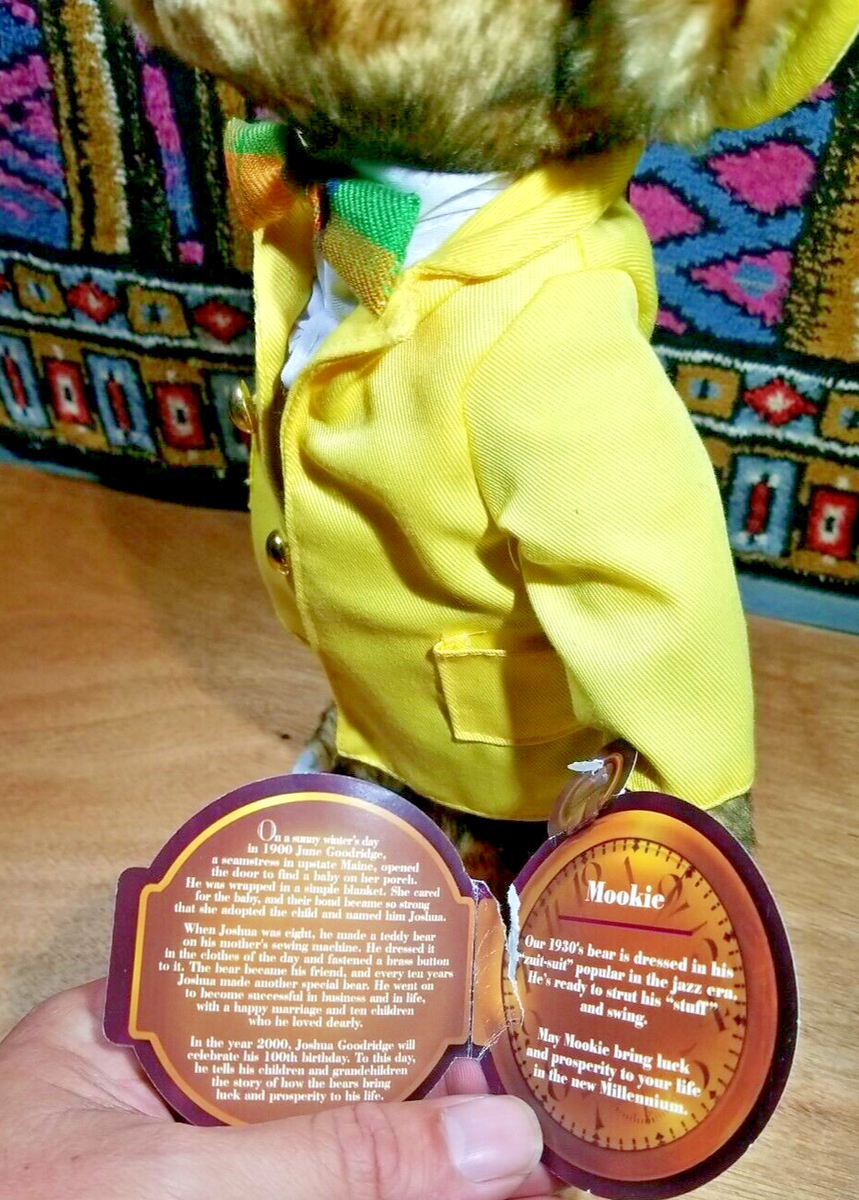 On a sunny winter's day
in 1900 June Goodridge,
a seamstress in upstate Maine, opened
the door to find a baby on her porch.
He was wrapped in a simple blanket. She cared
for the baby, and their bond became so strong
that she adopted the child and named him Joshua.
When Joshua was eight, he made a teddy bear
on his mother's sewing machine. He dressed it
in the clothes of the day and fastened a brass button
to it. The bear became his friend, and every ten years
Joshua made another special bear. He went on
to become successful in business and in life,
with a happy marriage and ten children
who he loved dearly.
In the year 2000, Joshua Goodridge will
celebrate his 100th birthday. To this day,
he tells his children and grandchildren
the story of how the bears bring
luck and prosperity to his life.
Mookie
Our 1930's bear is dressed in his
"zuit-suit" popular in the jazz era.
He's ready to strut his "stuff"
and swing.
May Mookie bring luck
and prosperity to your life
in the new Millennium.